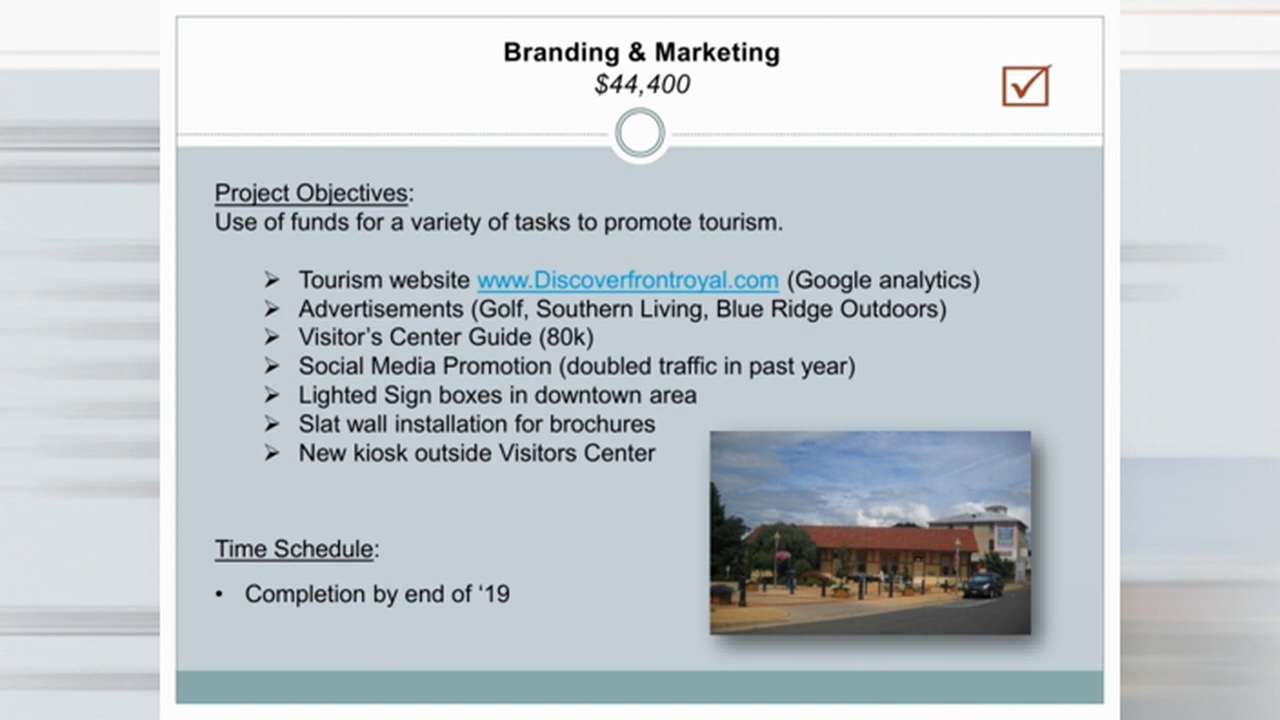 Branding & Marketing
$44,400
Project Objectives:
Use of funds for a variety of tasks to promote tourism.
Tourism website www.Discoverfrontroyal.com (Google analytics)
Advertisements (Golf, Southern Living, Blue Ridge Outdoors)
Visitor’s Center Guide (80k)
Social Media Promotion (doubled traffic in past year)
Lighted Sign boxes in downtown area
Slat wall installation for brochures
New kiosk outside Visitors Center
Time Schedule:
• Completion by end of ‘19